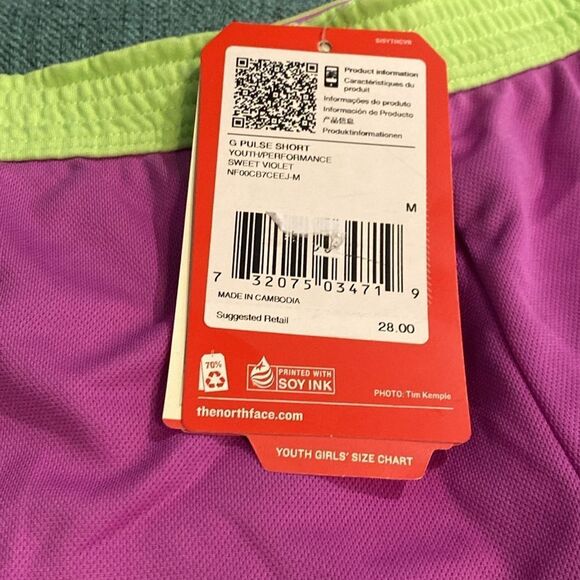 SISYTHGVR
Product information
Caractéristiques du
produit
Informações do produto
Información de Producto
产品信息
Produktinformationen
G PULSE SHORT
YOUTH/PERFORMANCE
SWEET VIOLET
NF00CB7CEEJ-M
M
7 32075 03471 9
MADE IN CAMBODIA
Suggested Retail
28.00
70%
PRINTED WITH
SOY INK
PHOTO: Tim Kemple
thenorthface.com
YOUTH GIRLS' SIZE CHART